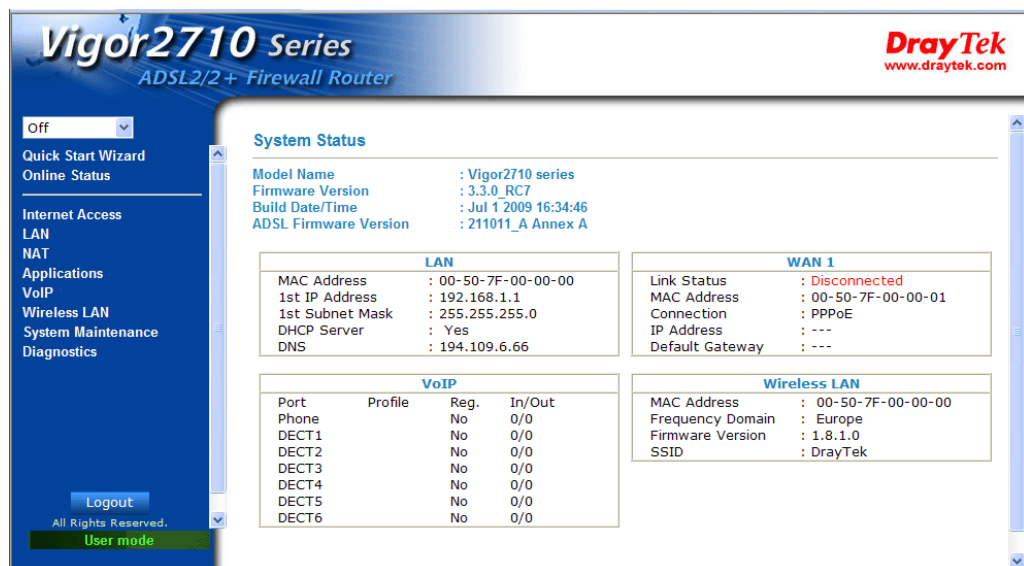 Vigor2710 Series
ADSL2/2+ Firewall Router
DrayTek
www.draytek.com
Off
Quick Start Wizard
Online Status
Internet Access
LAN
NAT
Applications
VoIP
Wireless LAN
System Maintenance
Diagnostics
Logout
All Rights Reserved.
User mode
System Status
Model Name : Vigor2710 series
Firmware Version : 3.3.0_RC7
Build Date/Time : Jul 1 2009 16:34:46
ADSL Firmware Version : 211011_A Annex A
LAN
MAC Address : 00-50-7F-00-00-00
1st IP Address : 192.168.1.1
1st Subnet Mask : 255.255.255.0
DHCP Server : Yes
DNS : 194.109.6.66
WAN 1
Link Status : Disconnected
MAC Address : 00-50-7F-00-00-01
Connection : PPPoE
IP Address : ---
Default Gateway : ---
VoIP
Port Profile Reg. In/Out
Phone No 0/0
DECT1 No 0/0
DECT2 No 0/0
DECT3 No 0/0
DECT4 No 0/0
DECT5 No 0/0
DECT6 No 0/0
Wireless LAN
MAC Address : 00-50-7F-00-00-00
Frequency Domain : Europe
Firmware Version : 1.8.1.0
SSID : DrayTek